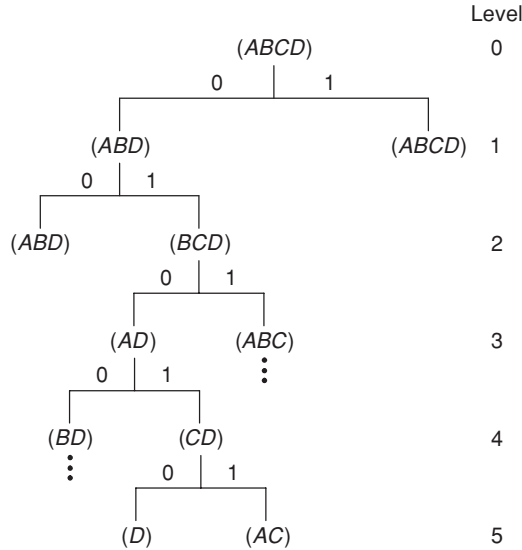 Level
(ABCD) 0
0 1
(ABD) (ABCD) 1
0 1
(ABD) (BCD) 2
0 1
(AD) (ABC) 3
0 1
(BD) (CD) 4
0 1
(D) (AC) 5